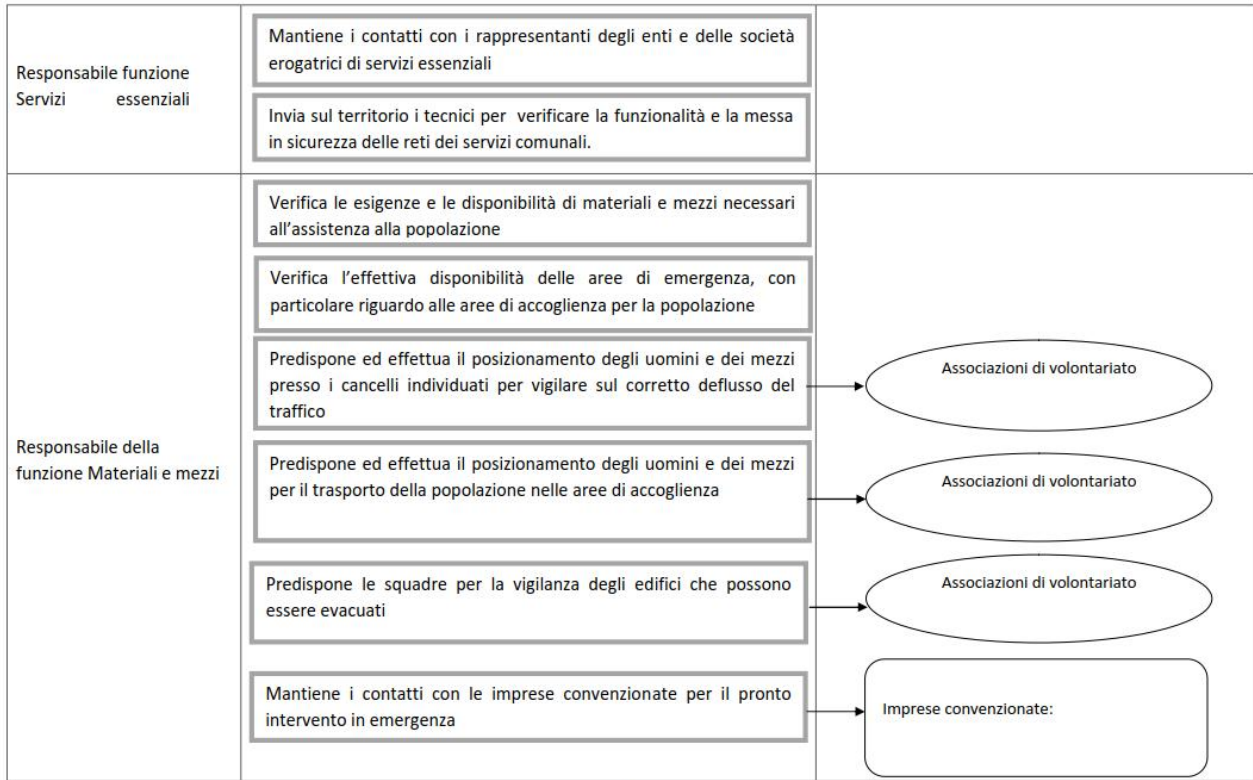 Responsabile funzione
Servizi essenziali
Mantiene i contatti con i rappresentanti degli enti e delle società
erogatrici di servizi essenziali
Invia sul territorio i tecnici per verificare la funzionalità e la messa
in sicurezza delle reti dei servizi comunali.
Responsabile della
funzione Materiali e mezzi
Verifica le esigenze e le disponibilità di materiali e mezzi necessari
all'assistenza alla popolazione
Verifica l'effettiva disponibilità delle aree di emergenza, con
particolare riguardo alle aree di accoglienza per la popolazione
Predispone ed effettua il posizionamento degli uomini e dei mezzi
presso i cancelli individuati per vigilare sul corretto deflusso del
traffico
Associazioni di volontariato
Predispone ed effettua il posizionamento degli uomini e dei mezzi
per il trasporto della popolazione nelle aree di accoglienza
Associazioni di volontariato
Predispone le squadre per la vigilanza degli edifici che possono
essere evacuati
Associazioni di volontariato
Mantiene i contatti con le imprese convenzionate per il pronto
intervento in emergenza
Imprese convenzionate: